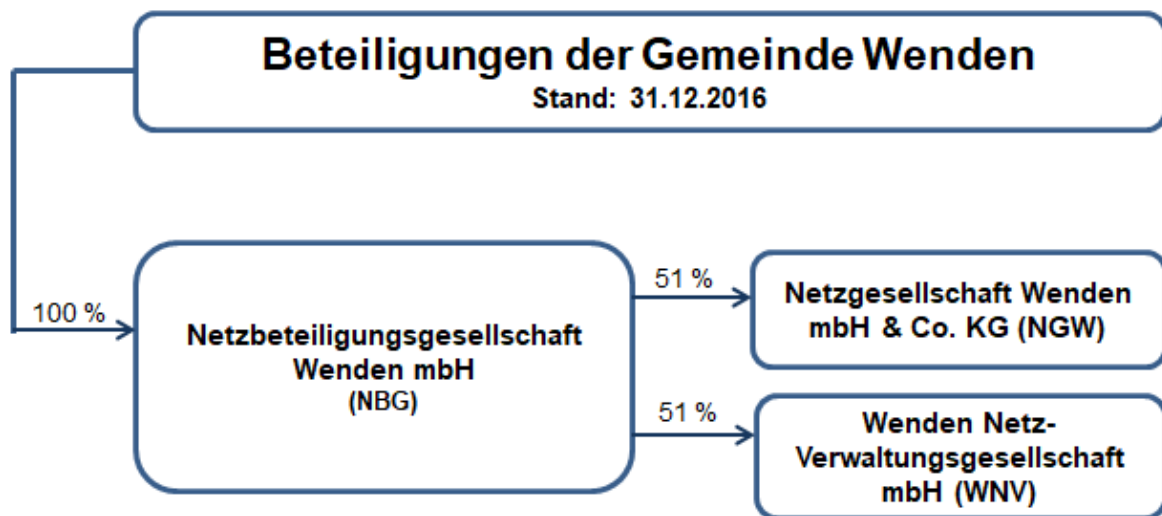 Beteiligungen der Gemeinde Wenden
Stand: 31.12.2016
100 %
Netzbeteiligungsgesellschaft
Wenden mbH
(NBG)
51 %
Netzgesellschaft Wenden
mbH & Co. KG (NGW)
51 %
Wenden Netz-
Verwaltungsgesellschaft
mbH (WNV)